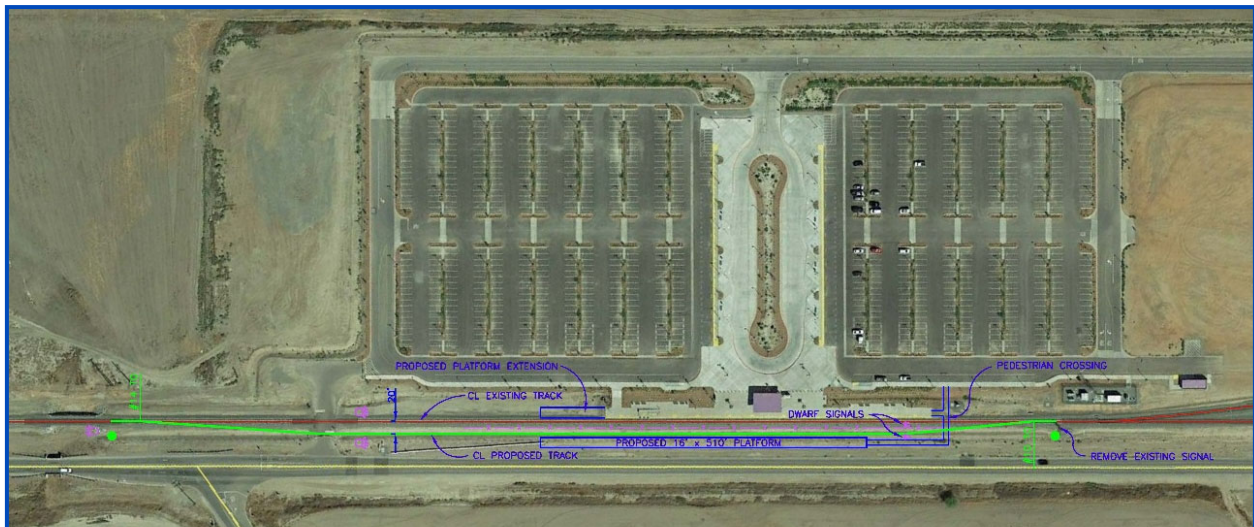 PROPOSED PLATFORM EXTENSION
PEDESTRIAN CROSSING
20'
CL EXISTING TRACK
DWARF SIGNALS
PROPOSED 16' x 510' PLATFORM
CL PROPOSED TRACK
REMOVE EXISTING SIGNAL